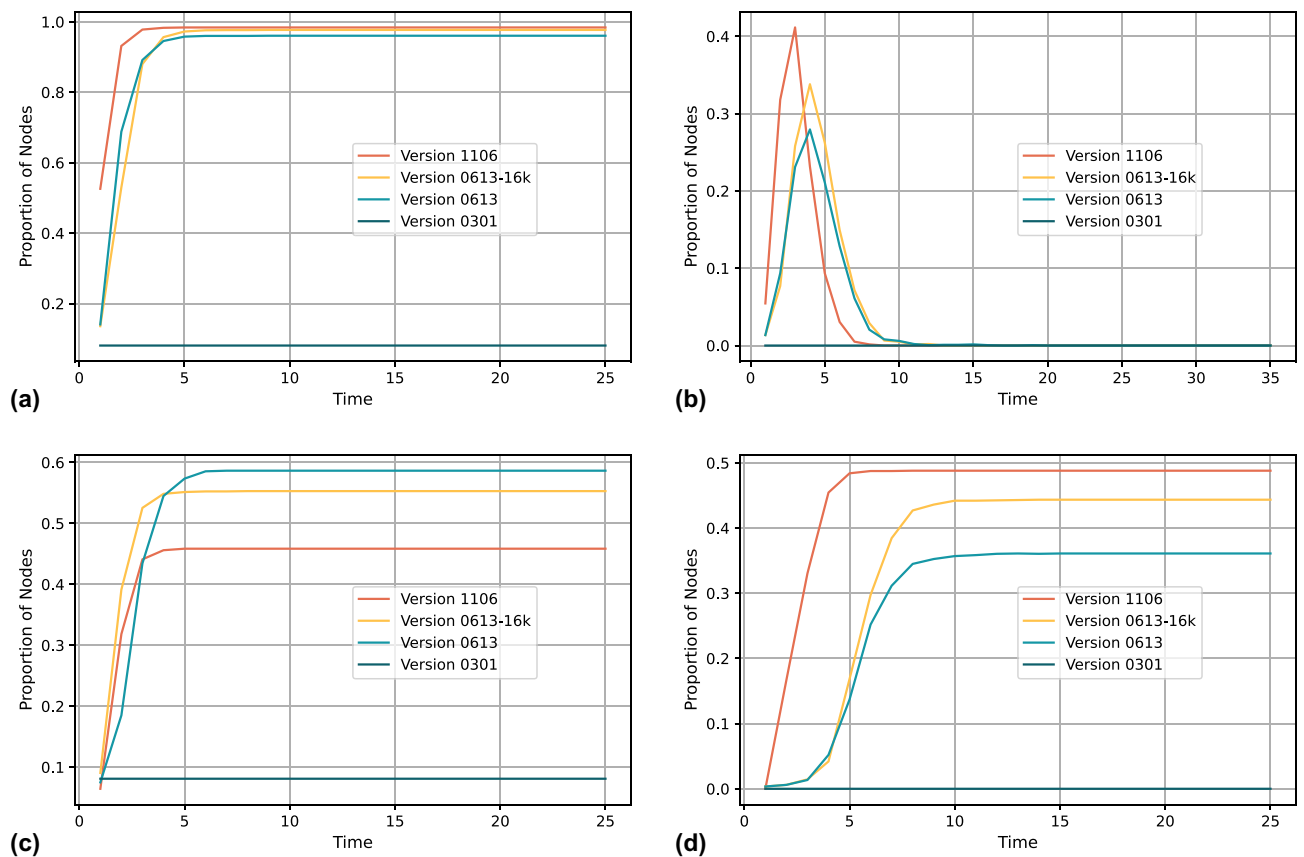 1.0
0.8
0.6
0.4
0.2
Proportion of Nodes
Version 1106
Version 0613-16k
Version 0613
Version 0301
0 5 10 15 20 25
Time
(a)
0.4
0.3
0.2
0.1
0.0
Proportion of Nodes
Version 1106
Version 0613-16k
Version 0613
Version 0301
0 5 10 15 20 25 30 35
Time
(b)
0.6
0.5
0.4
0.3
0.2
0.1
Proportion of Nodes
Version 1106
Version 0613-16k
Version 0613
Version 0301
0 5 10 15 20 25
Time
(c)
0.5
0.4
0.3
0.2
0.1
0.0
Proportion of Nodes
Version 1106
Version 0613-16k
Version 0613
Version 0301
0 5 10 15 20 25
Time
(d)